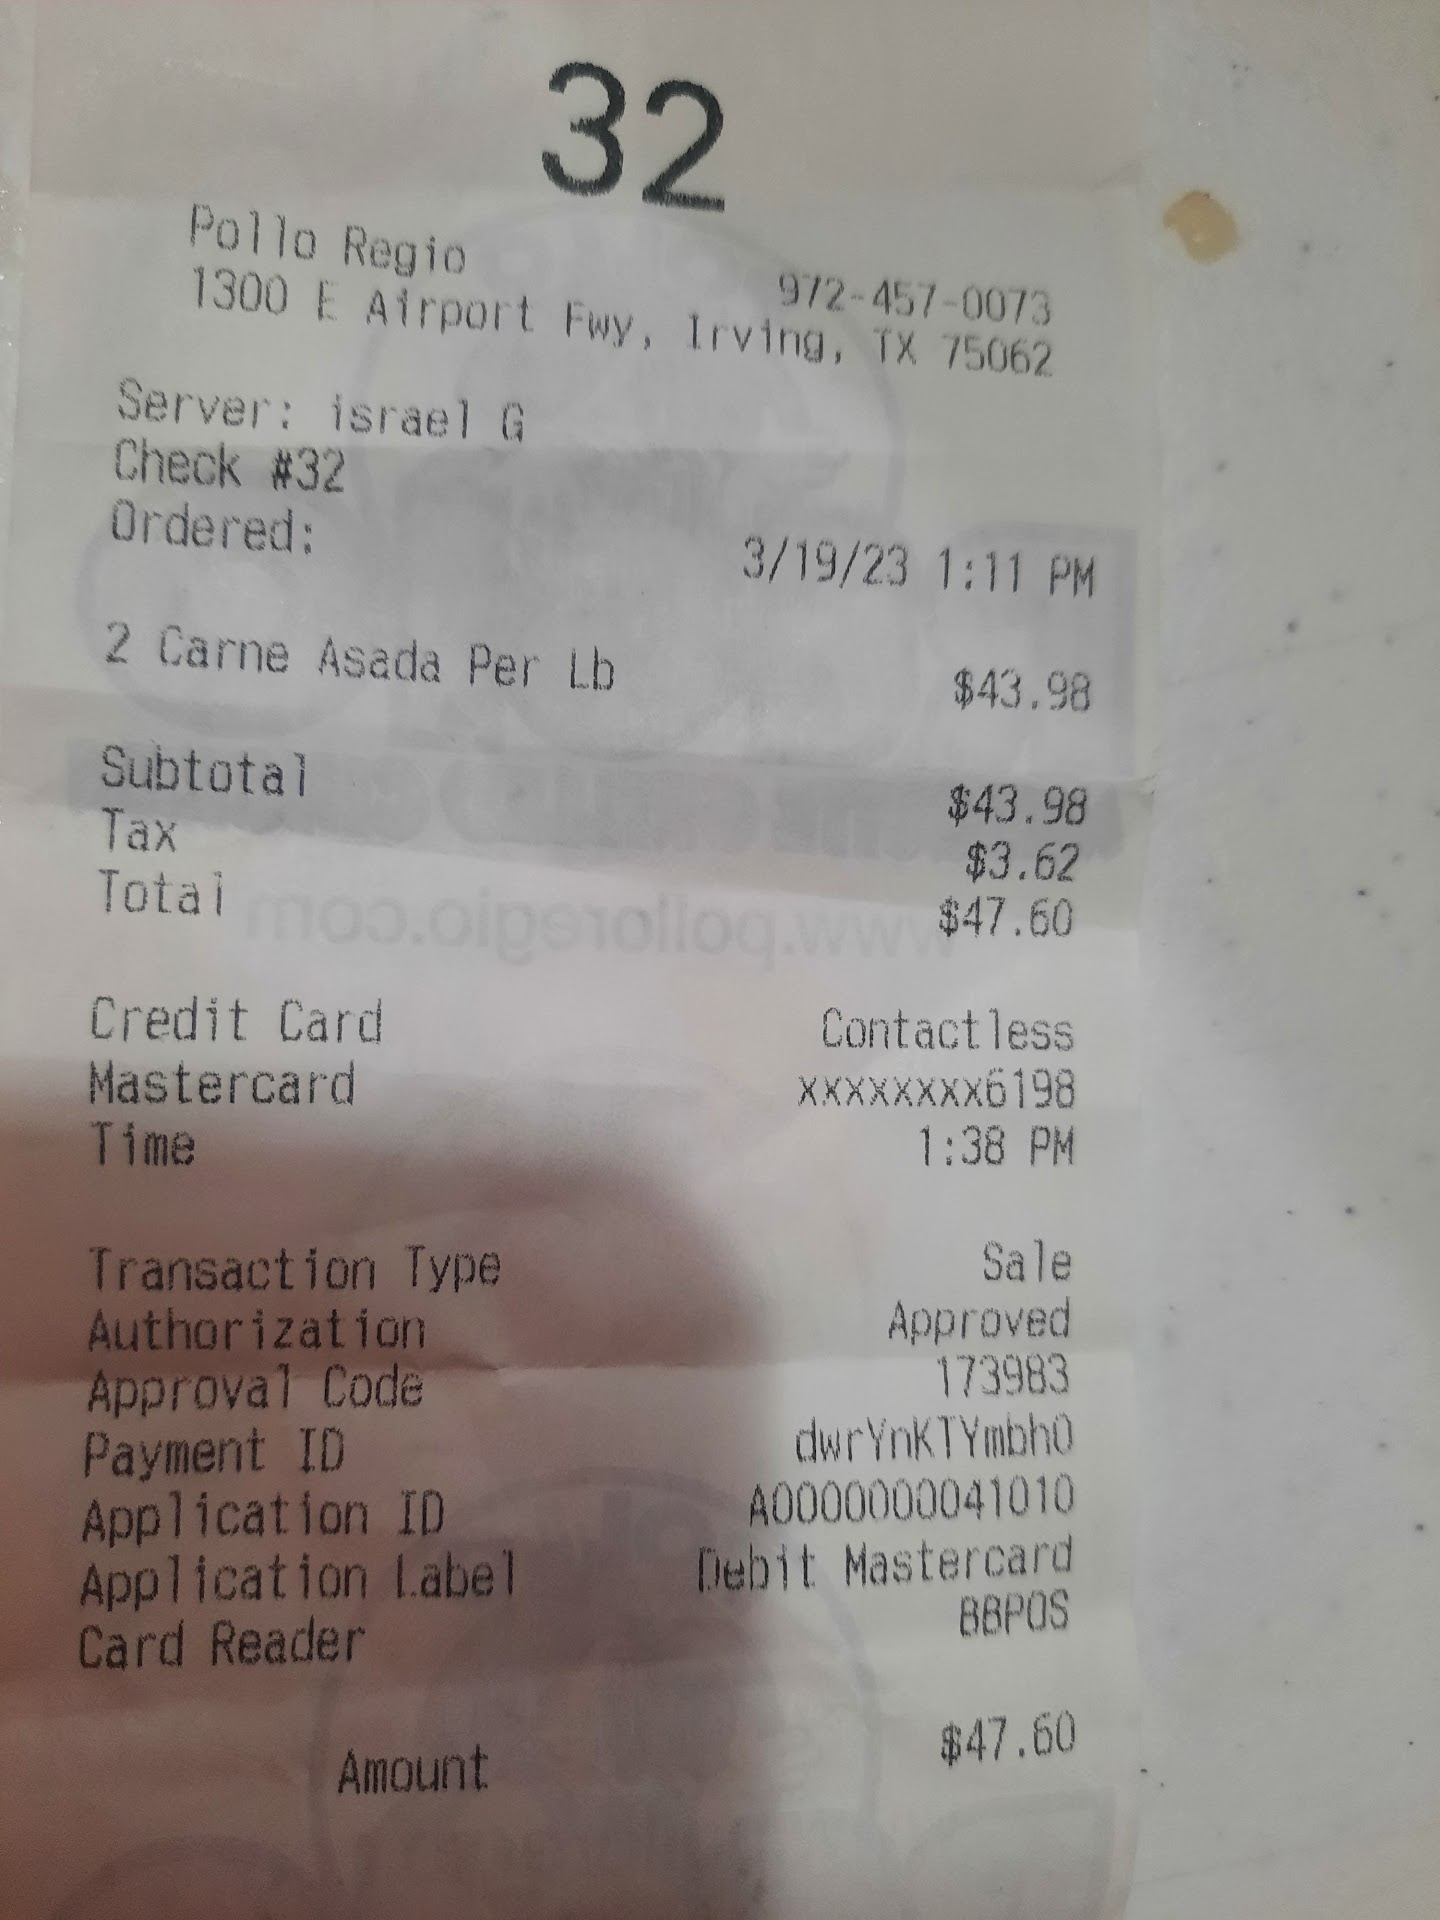 32
Pollo Regio
972-457-0073
1300 E Airport Fwy, Irving, TX 75062
Server: israel G
Check #32
Ordered: 3/19/23 1:11 PM
2 Carne Asada Per Lb $43.98
Subtotal $43.98
Tax $3.62
Total $47.60
www.polloregio.com
Credit Card Contactless
Mastercard xxxxxxxx6198
Time 1:38 PM
Transaction Type Sale
Authorization Approved
Approval Code 173983
Payment ID dwrYnKTYmbh0
Application ID A0000000041010
Application Label Debit Mastercard
Card Reader BBPOS
Amount $47.60